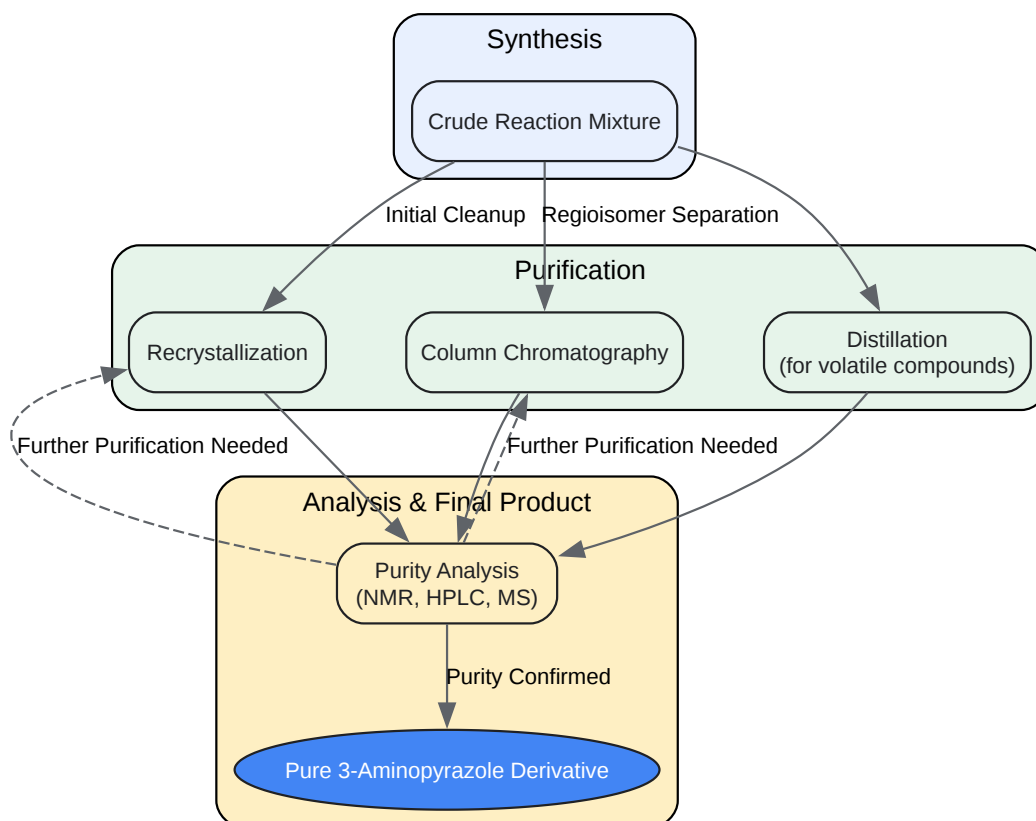 Synthesis
Crude Reaction Mixture
Initial Cleanup
Regioisomer Separation
Purification
Recrystallization
Column Chromatography
Distillation
(for volatile compounds)
Further Purification Needed
Further Purification Needed
Analysis & Final Product
Purity Analysis
(NMR, HPLC, MS)
Purity Confirmed
Pure 3-Aminopyrazole Derivative